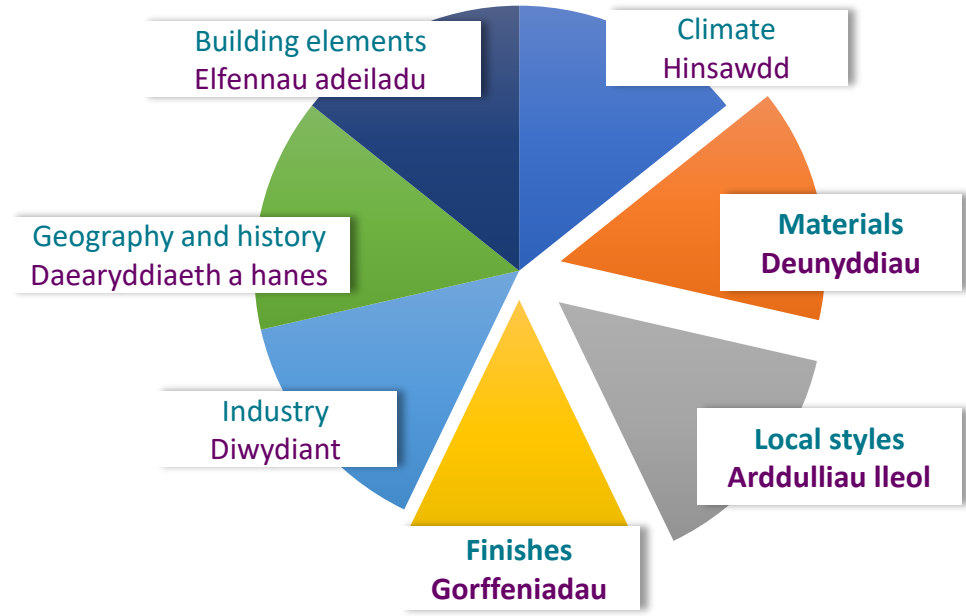 Building elements
Elfennau adeiladu
Climate
Hinsawdd
Materials
Deunyddiau
Geography and history
Daearyddiaeth a hanes
Industry
Diwydiant
Local styles
Arddulliau lleol
Finishes
Gorffeniadau